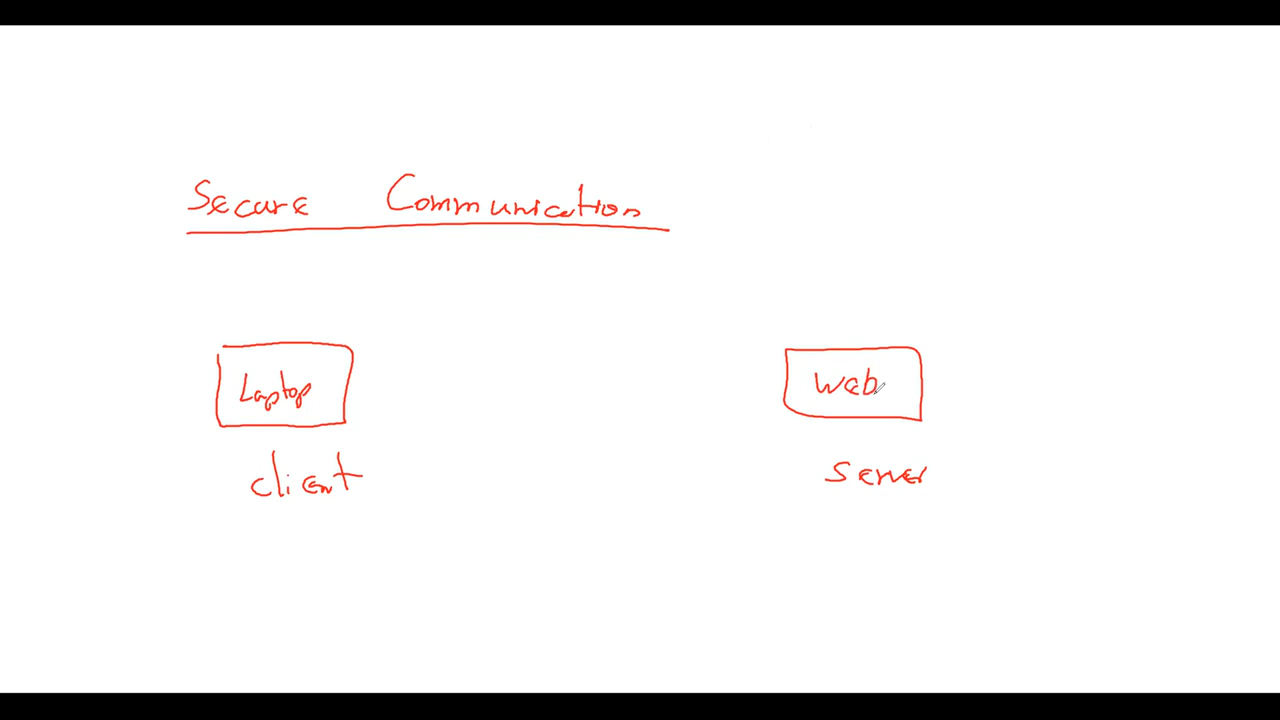 Secure Communication
Laptop
Web
client
Server